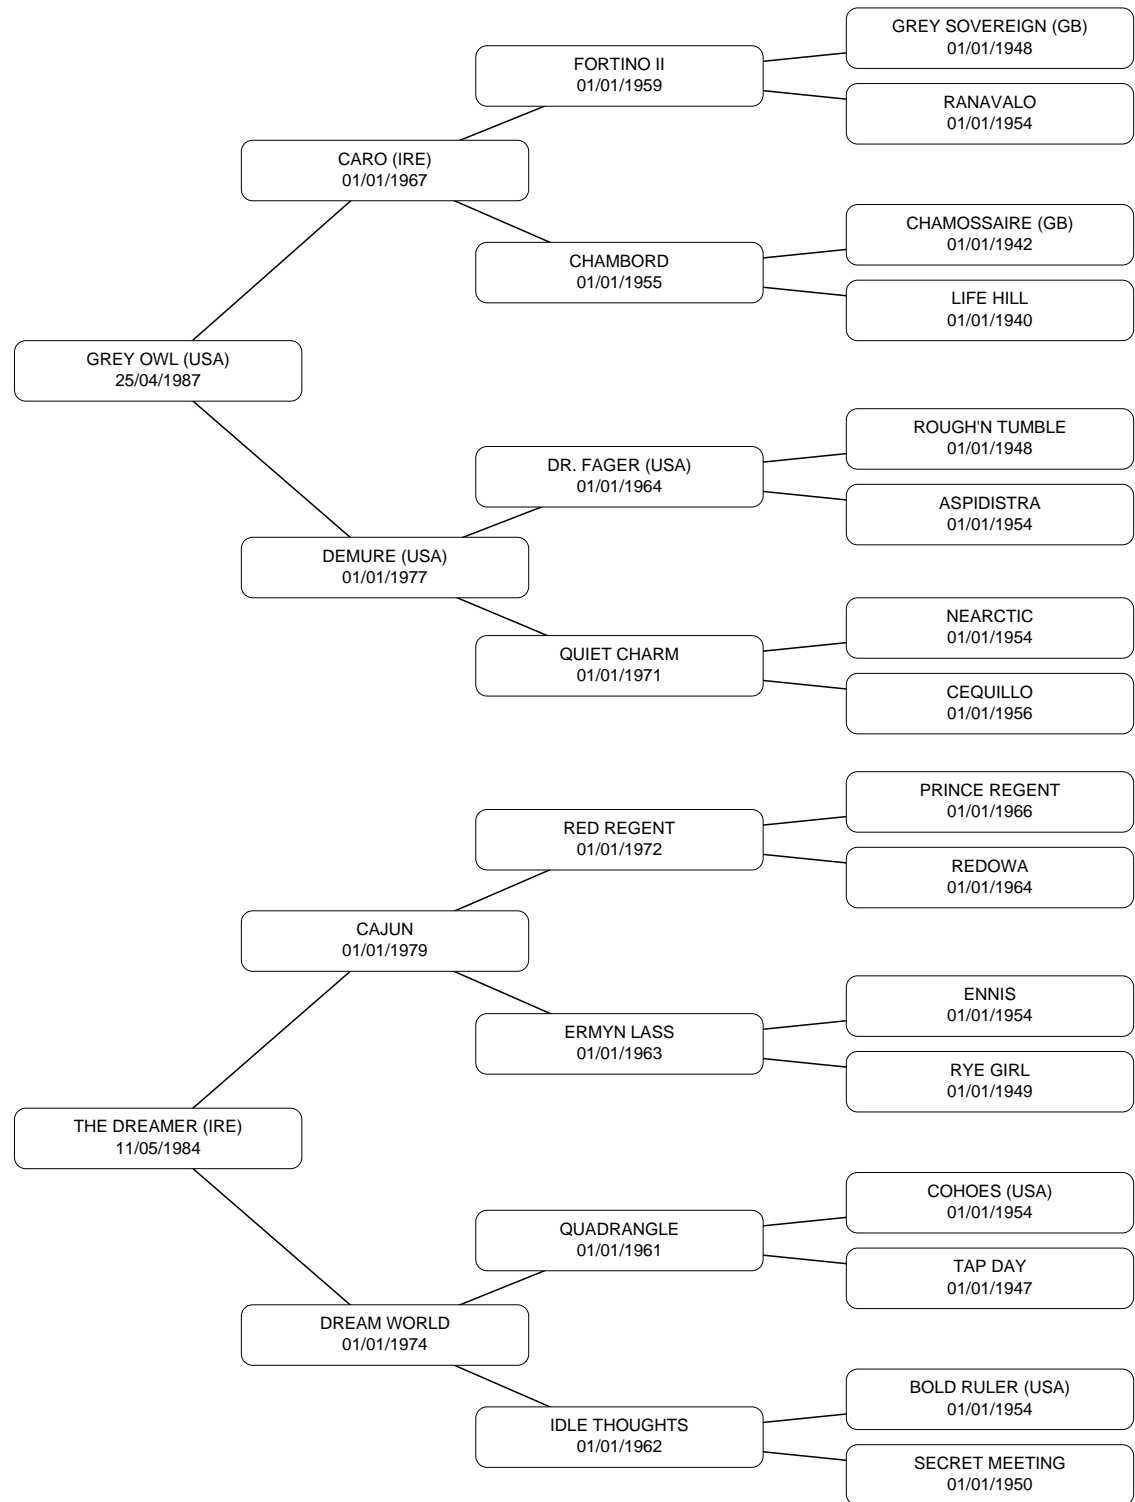 GREY SOVEREIGN (GB)
01/01/1948
FORTINO II
01/01/1959
RANAVALO
01/01/1954
CARO (IRE)
01/01/1967
CHAMOSSAIRE (GB)
01/01/1942
CHAMBORD
01/01/1955
LIFE HILL
01/01/1940
GREY OWL (USA)
25/04/1987
ROUGH'N TUMBLE
01/01/1948
DR. FAGER (USA)
01/01/1964
ASPIDISTRA
01/01/1954
DEMURE (USA)
01/01/1977
NEARCTIC
01/01/1954
QUIET CHARM
01/01/1971
CEQUILLO
01/01/1956
PRINCE REGENT
01/01/1966
RED REGENT
01/01/1972
REDOWA
01/01/1964
CAJUN
01/01/1979
ENNIS
01/01/1954
ERMYN LASS
01/01/1963
RYE GIRL
01/01/1949
THE DREAMER (IRE)
11/05/1984
COHOES (USA)
01/01/1954
QUADRANGLE
01/01/1961
TAP DAY
01/01/1947
DREAM WORLD
01/01/1974
BOLD RULER (USA)
01/01/1954
IDLE THOUGHTS
01/01/1962
SECRET MEETING
01/01/1950